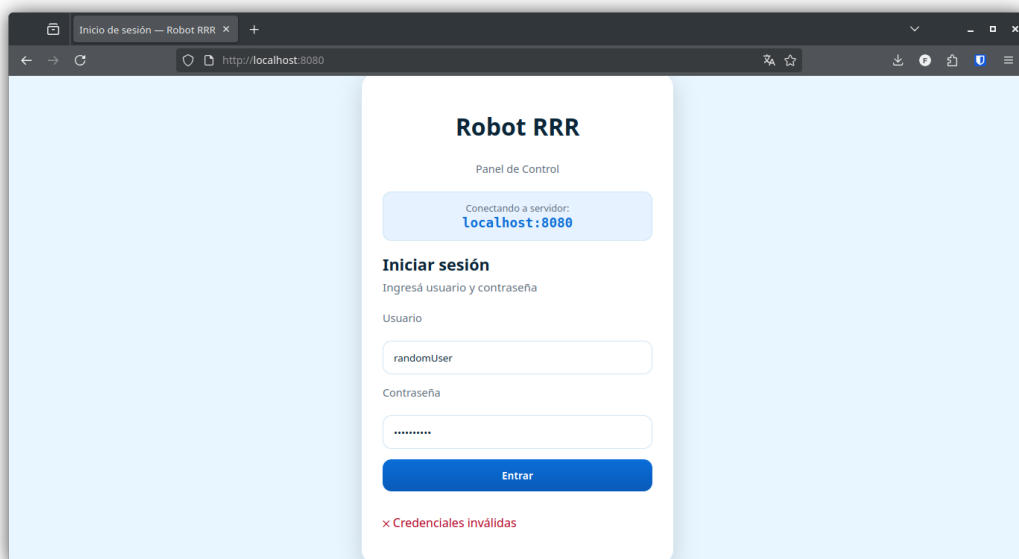 Inicio de sesión — Robot RRR
http://localhost:8080
Robot RRR
Panel de Control
Conectando a servidor:
localhost:8080
Iniciar sesión
Ingresá usuario y contraseña
Usuario
randomUser
Contraseña
••••••••••
Entrar
× Credenciales inválidas